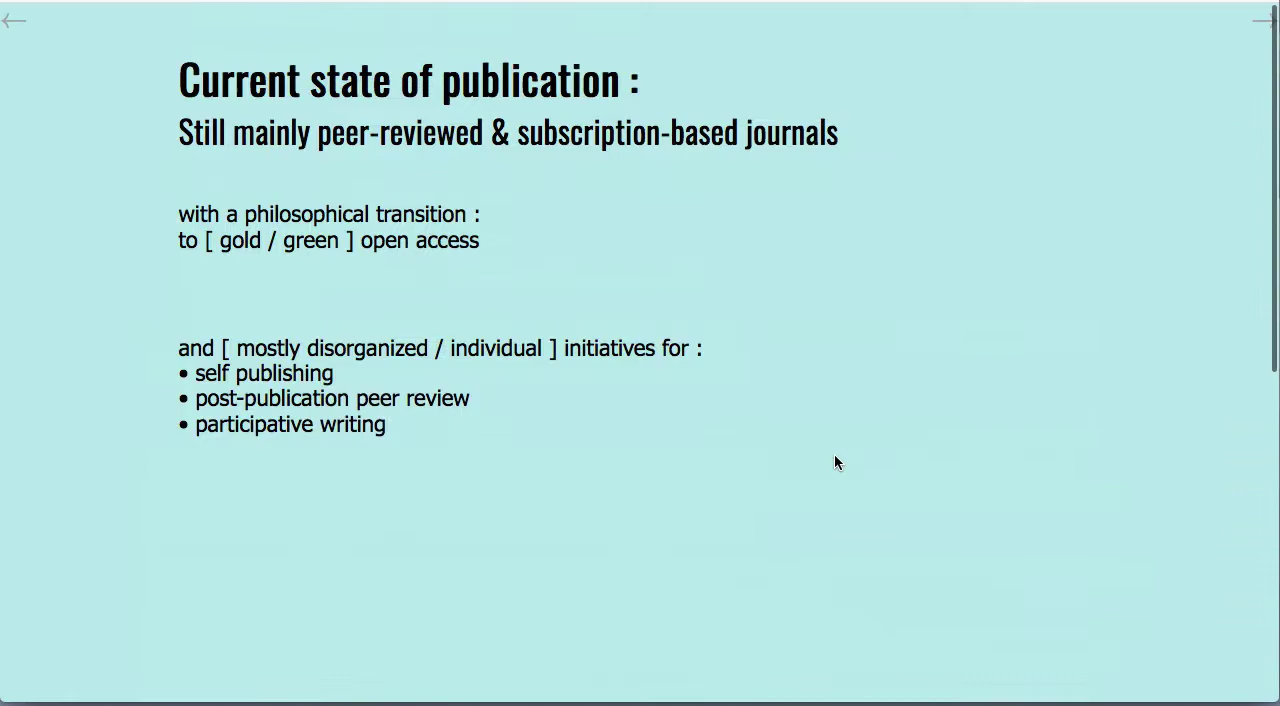 Current state of publication :
Still mainly peer-reviewed & subscription-based journals
with a philosophical transition :
to [ gold / green ] open access
and [ mostly disorganized / individual ] initiatives for :
• self publishing
• post-publication peer review
• participative writing